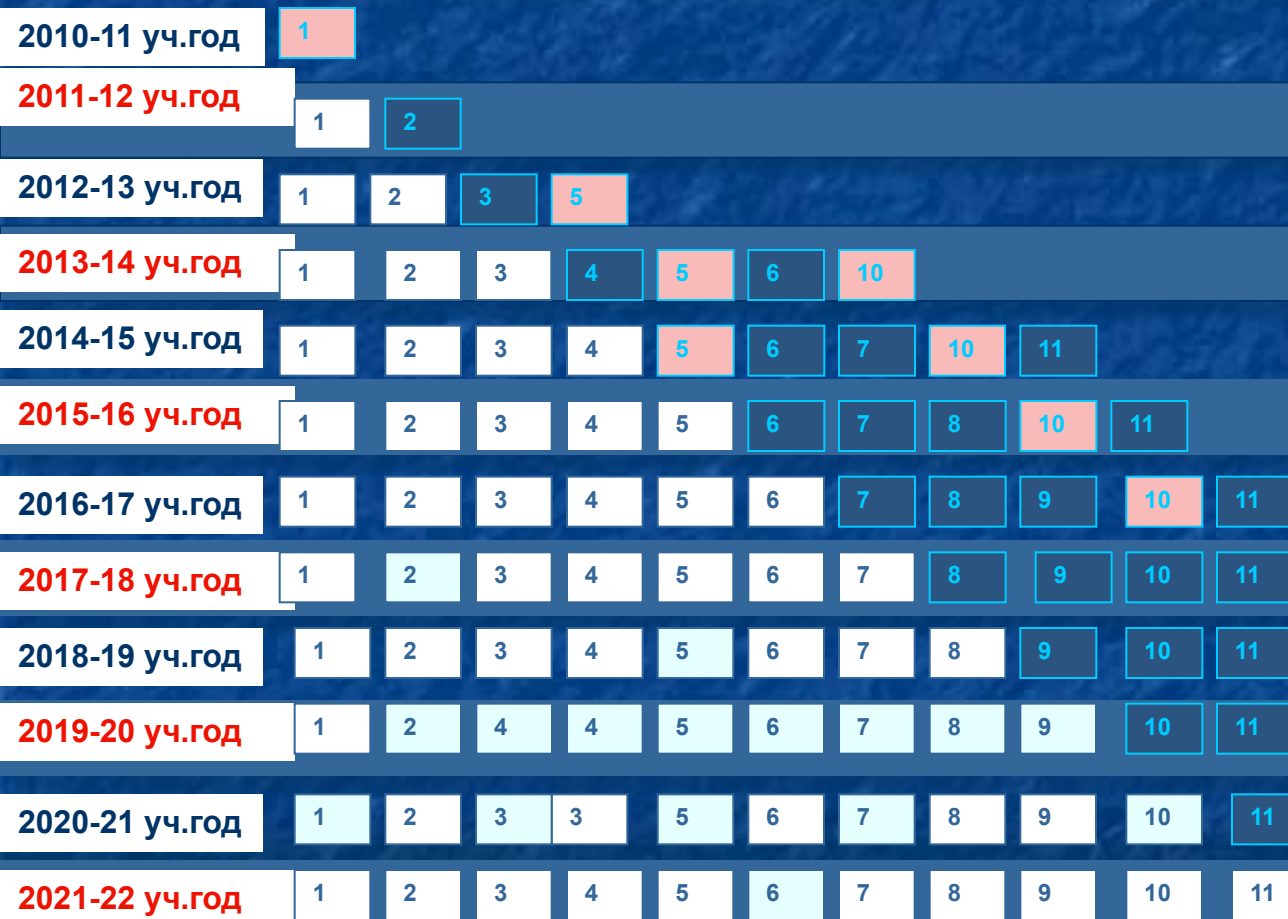 2010-11 уч.год 1
2011-12 уч.год 1 2
2012-13 уч.год 1 2 3 5
2013-14 уч.год 1 2 3 4 5 6 10
2014-15 уч.год 1 2 3 4 5 6 7 10 11
2015-16 уч.год 1 2 3 4 5 6 7 8 10 11
2016-17 уч.год 1 2 3 4 5 6 7 8 9 10 11
2017-18 уч.год 1 2 3 4 5 6 7 8 9 10 11
2018-19 уч.год 1 2 3 4 5 6 7 8 9 10 11
2019-20 уч.год 1 2 4 4 5 6 7 8 9 10 11
2020-21 уч.год 1 2 3 3 5 6 7 8 9 10 11
2021-22 уч.год 1 2 3 4 5 6 7 8 9 10 11